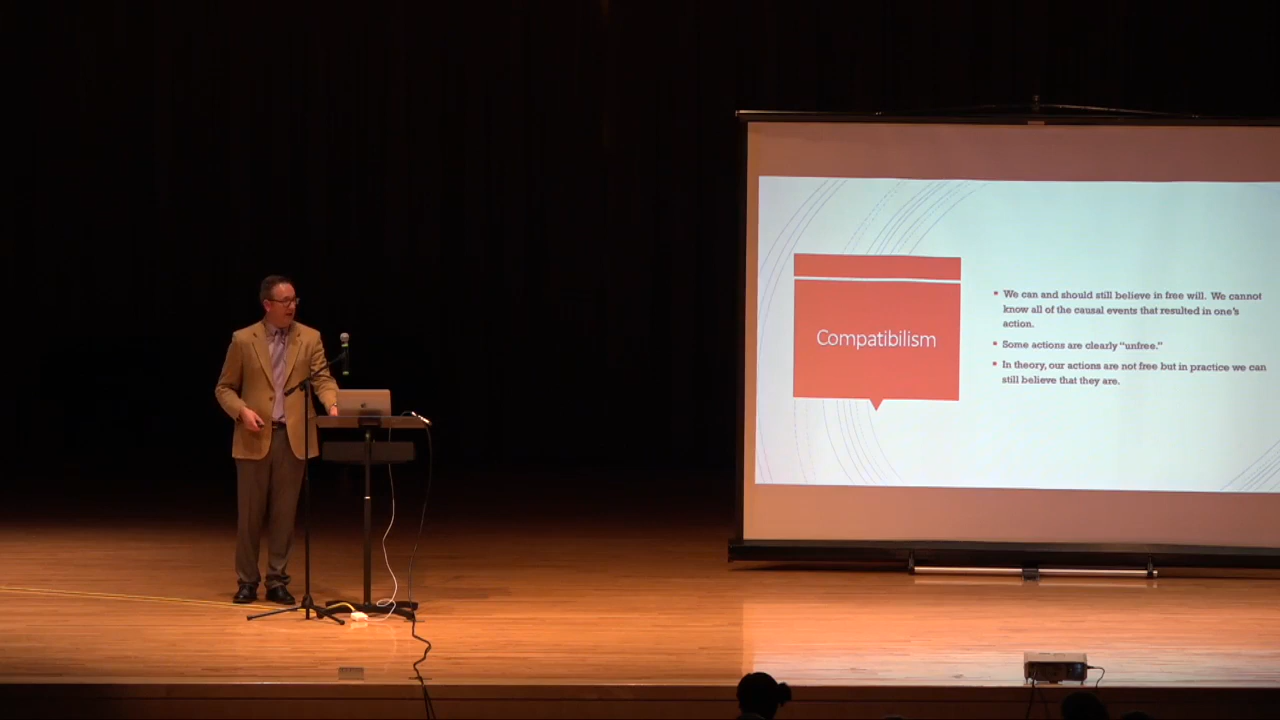 Compatibilism
▪ We can and should still believe in free will. We cannot
know all of the causal events that resulted in one's
action.
▪ Some actions are clearly "unfree."
▪ In theory, our actions are not free but in practice we can
still believe that they are.